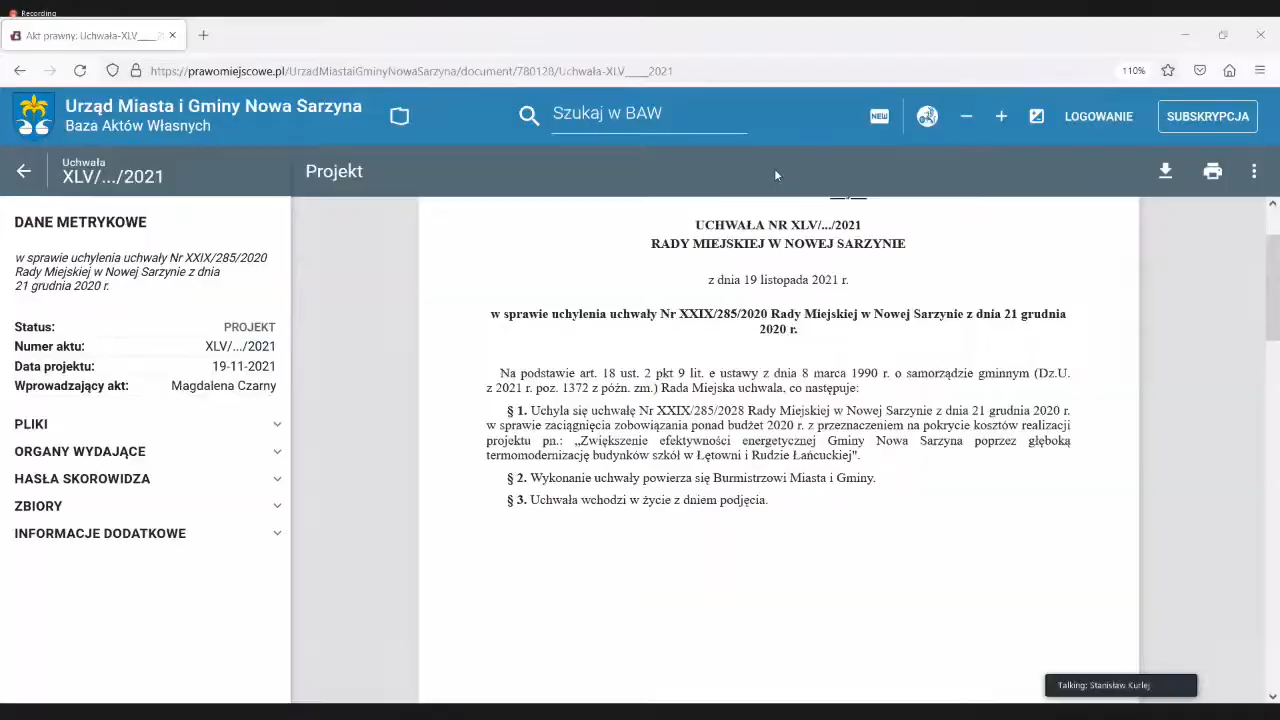 Recording
Akt prawny: Uchwała-XLV____2
https://prawomiejscowe.pl/UrzadMiastaiGminyNowaSarzyna/document/780129/Uchwała-XLV____2021
110%
Urząd Miasta i Gminy Nowa Sarzyna
Baza Aktów Własnych
Szukaj w BAW
NEW
LOGOWANIE
SUBSKRYPCJA
Uchwała
XLV/.../2021
Projekt
DANE METRYKOWE
w sprawie uchylenia uchwały Nr XXIX/285/2020
Rady Miejskiej w Nowej Sarzynie z dnia
21 grudnia 2020 r.
Status: PROJEKT
Numer aktu: XLV/.../2021
Data projektu: 19-11-2021
Wprowadzający akt: Magdalena Czarny
PLIKI
ORGANY WYDAJĄCE
HASŁA SKOROWIDZA
ZBIORY
INFORMACJE DODATKOWE
UCHWAŁA NR XLV/.../2021
RADY MIEJSKIEJ W NOWEJ SARZYNIE
z dnia 19 listopada 2021 r.
w sprawie uchylenia uchwały Nr XXIX/285/2020 Rady Miejskiej w Nowej Sarzynie z dnia 21 grudnia
2020 r.
Na podstawie art. 18 ust. 2 pkt 9 lit. e ustawy z dnia 8 marca 1990 r. o samorządzie gminnym (Dz.U.
z 2021 r. poz. 1372 z późn. zm.) Rada Miejska uchwala, co następuje:
§ 1. Uchyla się uchwałę Nr XXIX/285/2028 Rady Miejskiej w Nowej Sarzynie z dnia 21 grudnia 2020 r.
w sprawie zaciągnięcia zobowiązania ponad budżet 2020 r. z przeznaczeniem na pokrycie kosztów realizacji
projektu pn.: „Zwiększenie efektywności energetycznej Gminy Nowa Sarzyna poprzez głęboką
termomodernizację budynków szkół w Łętowni i Rudzie Łańcuckiej".
§ 2. Wykonanie uchwały powierza się Burmistrzowi Miasta i Gminy.
§ 3. Uchwała wchodzi w życie z dniem podjęcia.
Talking: Stanisław Kurlej